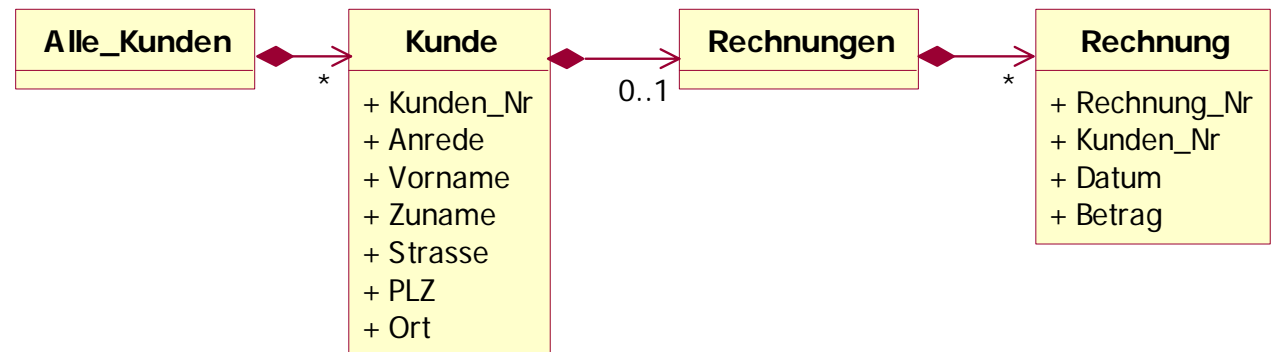 Alle_Kunden
*
Kunde
+ Kunden_Nr
+ Anrede
+ Vorname
+ Zuname
+ Strasse
+ PLZ
+ Ort
0..1
Rechnungen
*
Rechnung
+ Rechnung_Nr
+ Kunden_Nr
+ Datum
+ Betrag